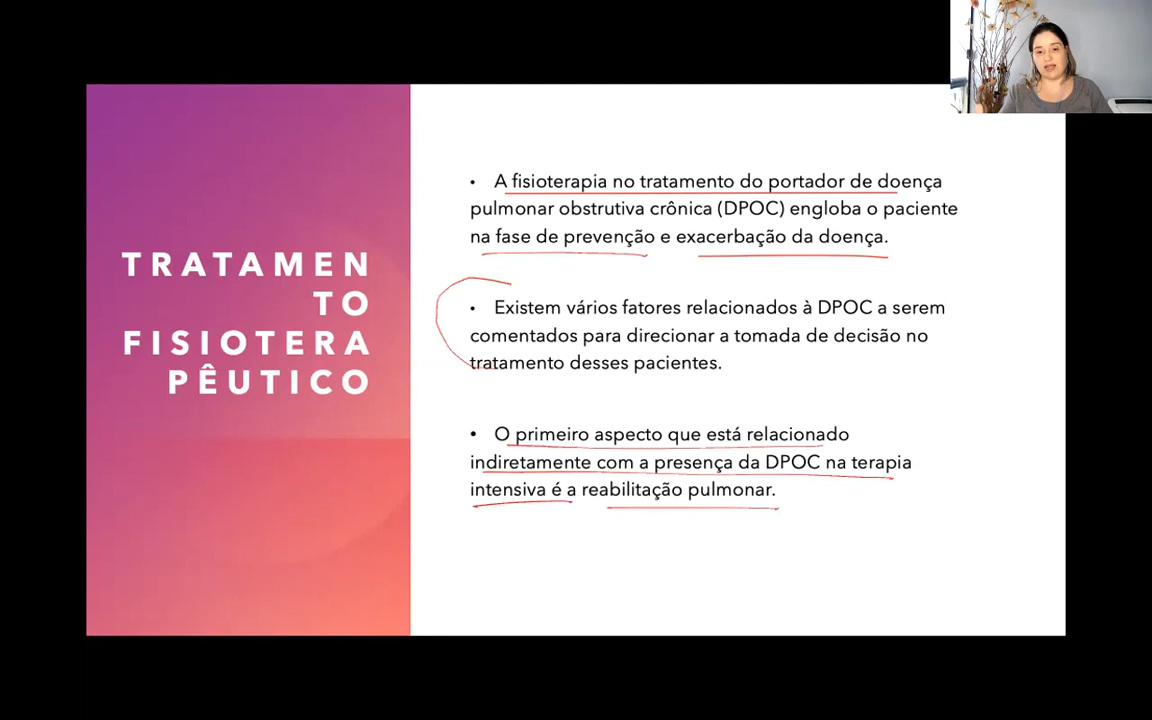 TRATAMEN
TO
FISIOTERA
PÊUTICO
• A fisioterapia no tratamento do portador de doença
pulmonar obstrutiva crônica (DPOC) engloba o paciente
na fase de prevenção e exacerbação da doença.
• Existem vários fatores relacionados à DPOC a serem
comentados para direcionar a tomada de decisão no
tratamento desses pacientes.
• O primeiro aspecto que está relacionado
indiretamente com a presença da DPOC na terapia
intensiva é a reabilitação pulmonar.